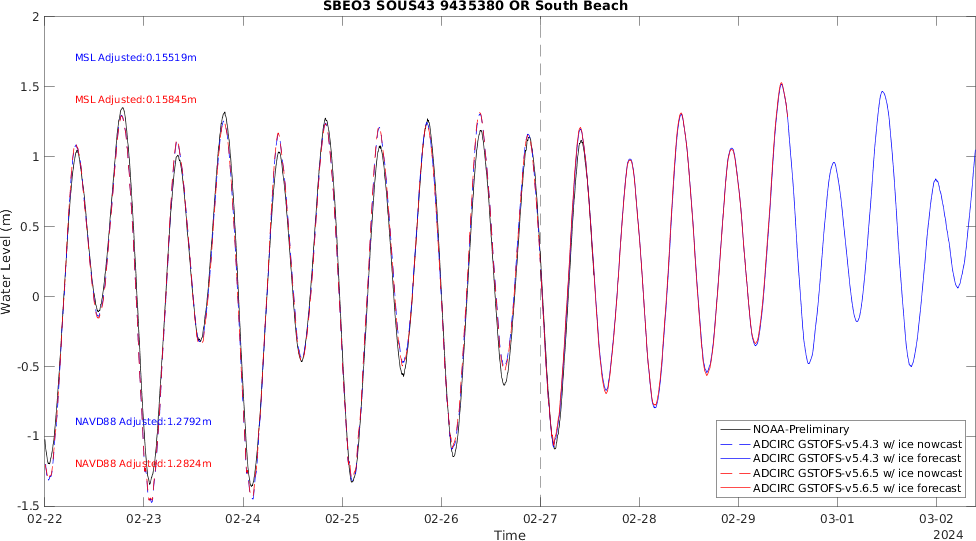 SBEO3 SOUS43 9435380 OR South Beach
2
1.5
1
0.5
0
-0.5
-1
-1.5
Water Level (m)
MSL Adjusted:0.15519m
MSL Adjusted:0.15845m
NAVD88 Adjusted:1.2792m
NAVD88 Adjusted:1.2824m
NOAA-Preliminary
ADCIRC GSTOFS-v5.4.3 w/ ice nowcast
ADCIRC GSTOFS-v5.4.3 w/ ice forecast
ADCIRC GSTOFS-v5.6.5 w/ ice nowcast
ADCIRC GSTOFS-v5.6.5 w/ ice forecast
02-22 02-23 02-24 02-25 02-26 02-27 02-28 02-29 03-01 03-02
Time
2024